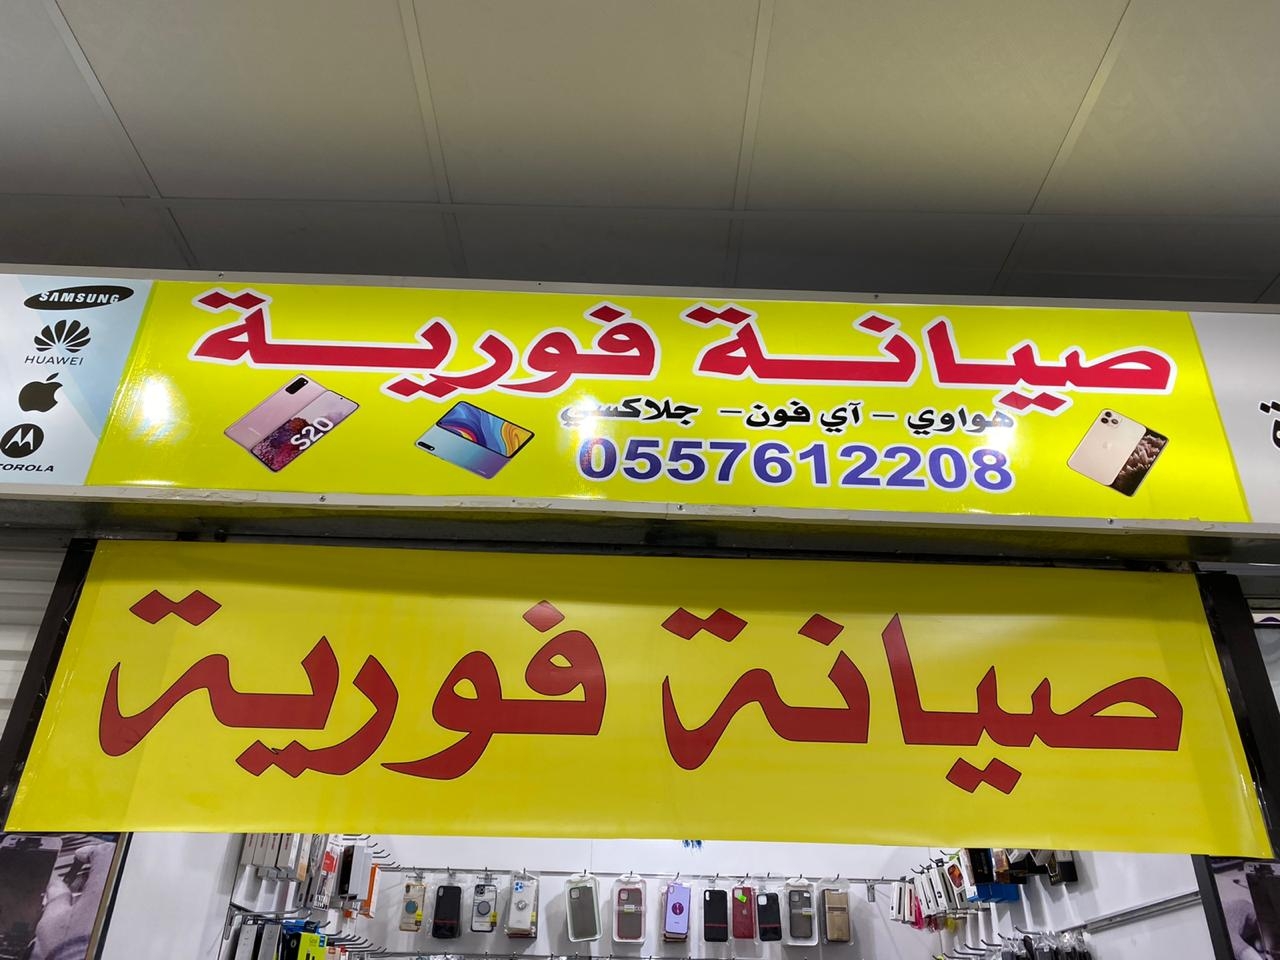 SAMSUNG
HUAWEI
صيانة فورية
هواوي - آي فون - جلاكسي
0557612208
S20
صيانة فورية